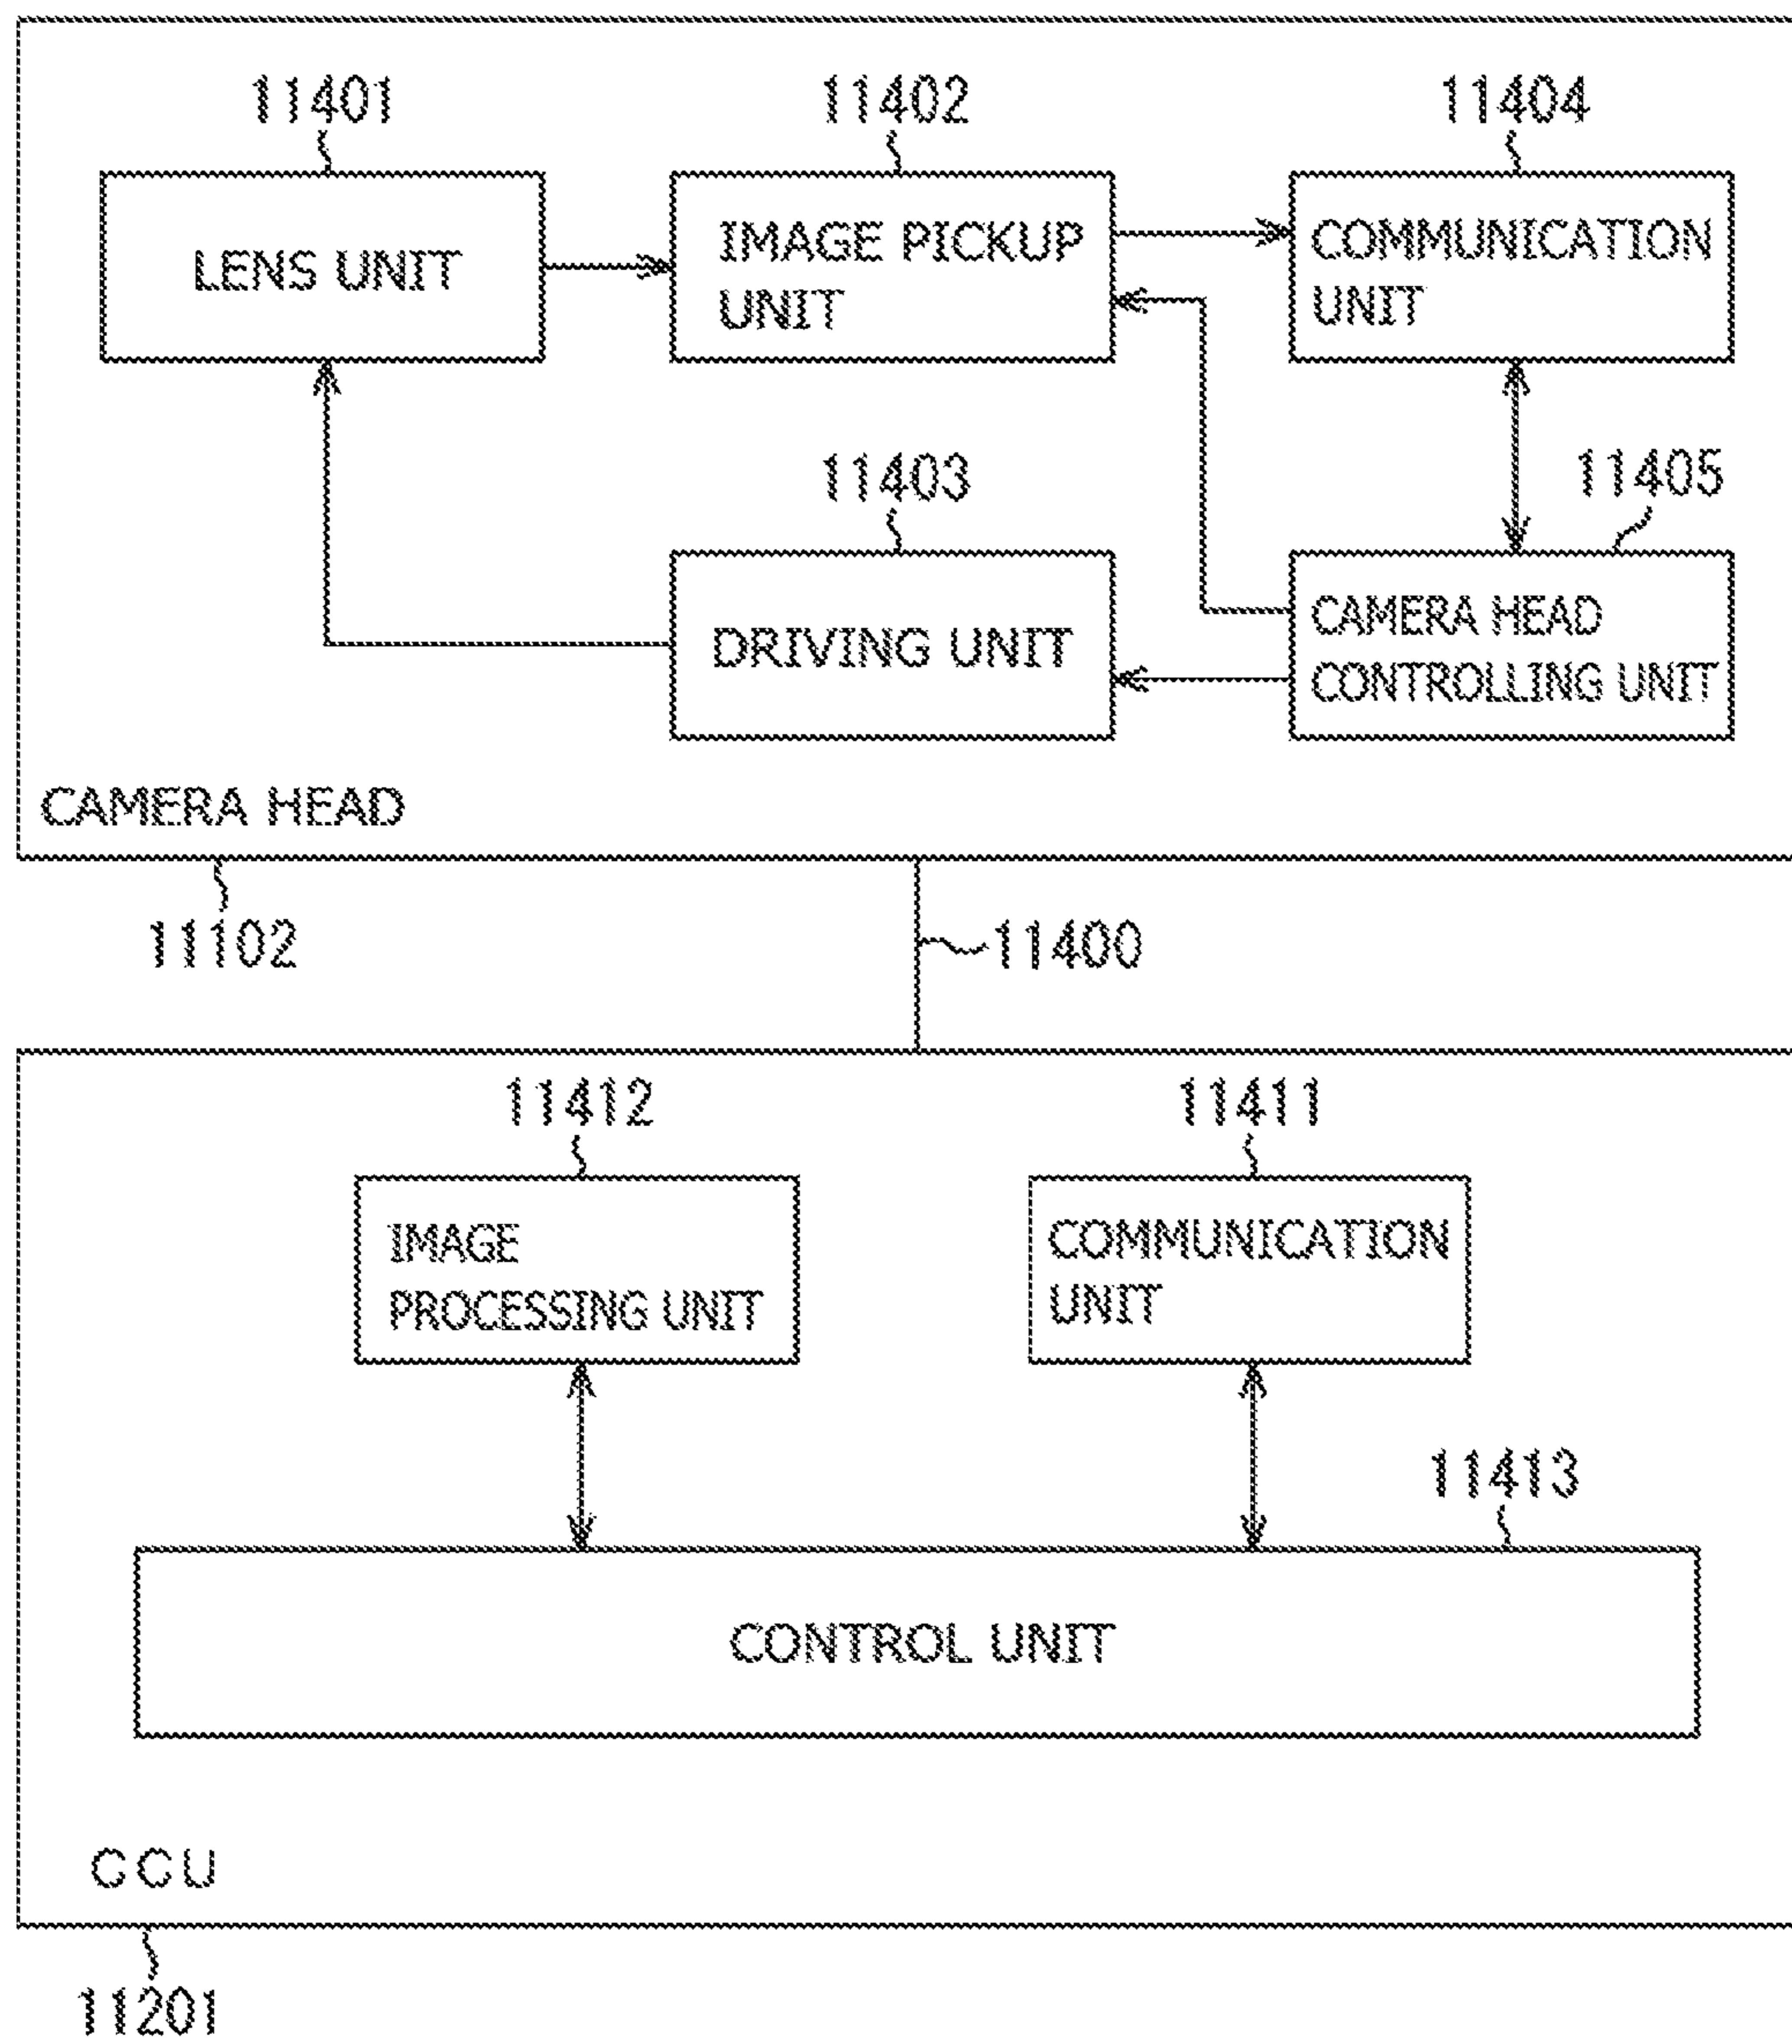 11401
11402
11404
LENS UNIT
IMAGE PICKUP
UNIT
COMMUNICATION
UNIT
11403
11405
DRIVING UNIT
CAMERA HEAD
CONTROLLING UNIT
CAMERA HEAD
11102
11400
11412
11411
IMAGE
PROCESSING UNIT
COMMUNICATION
UNIT
11413
CONTROL UNIT
CCU
11201